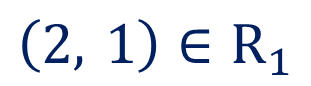 (2, 1) ∈ R₁